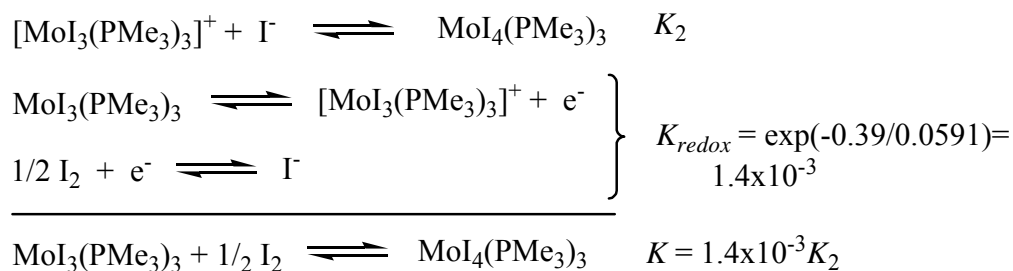 [MoI₃(PMe₃)₃]⁺ + I⁻ ⇌ MoI₄(PMe₃)₃ K₂
MoI₃(PMe₃)₃ ⇌ [MoI₃(PMe₃)₃]⁺ + e⁻
K_redox = exp(-0.39/0.0591)=
1/2 I₂ + e⁻ ⇌ I⁻
1.4x10⁻³
MoI₃(PMe₃)₃ + 1/₂ I₂ ⇌ MoI₄(PMe₃)₃ K = 1.4x10⁻³K₂